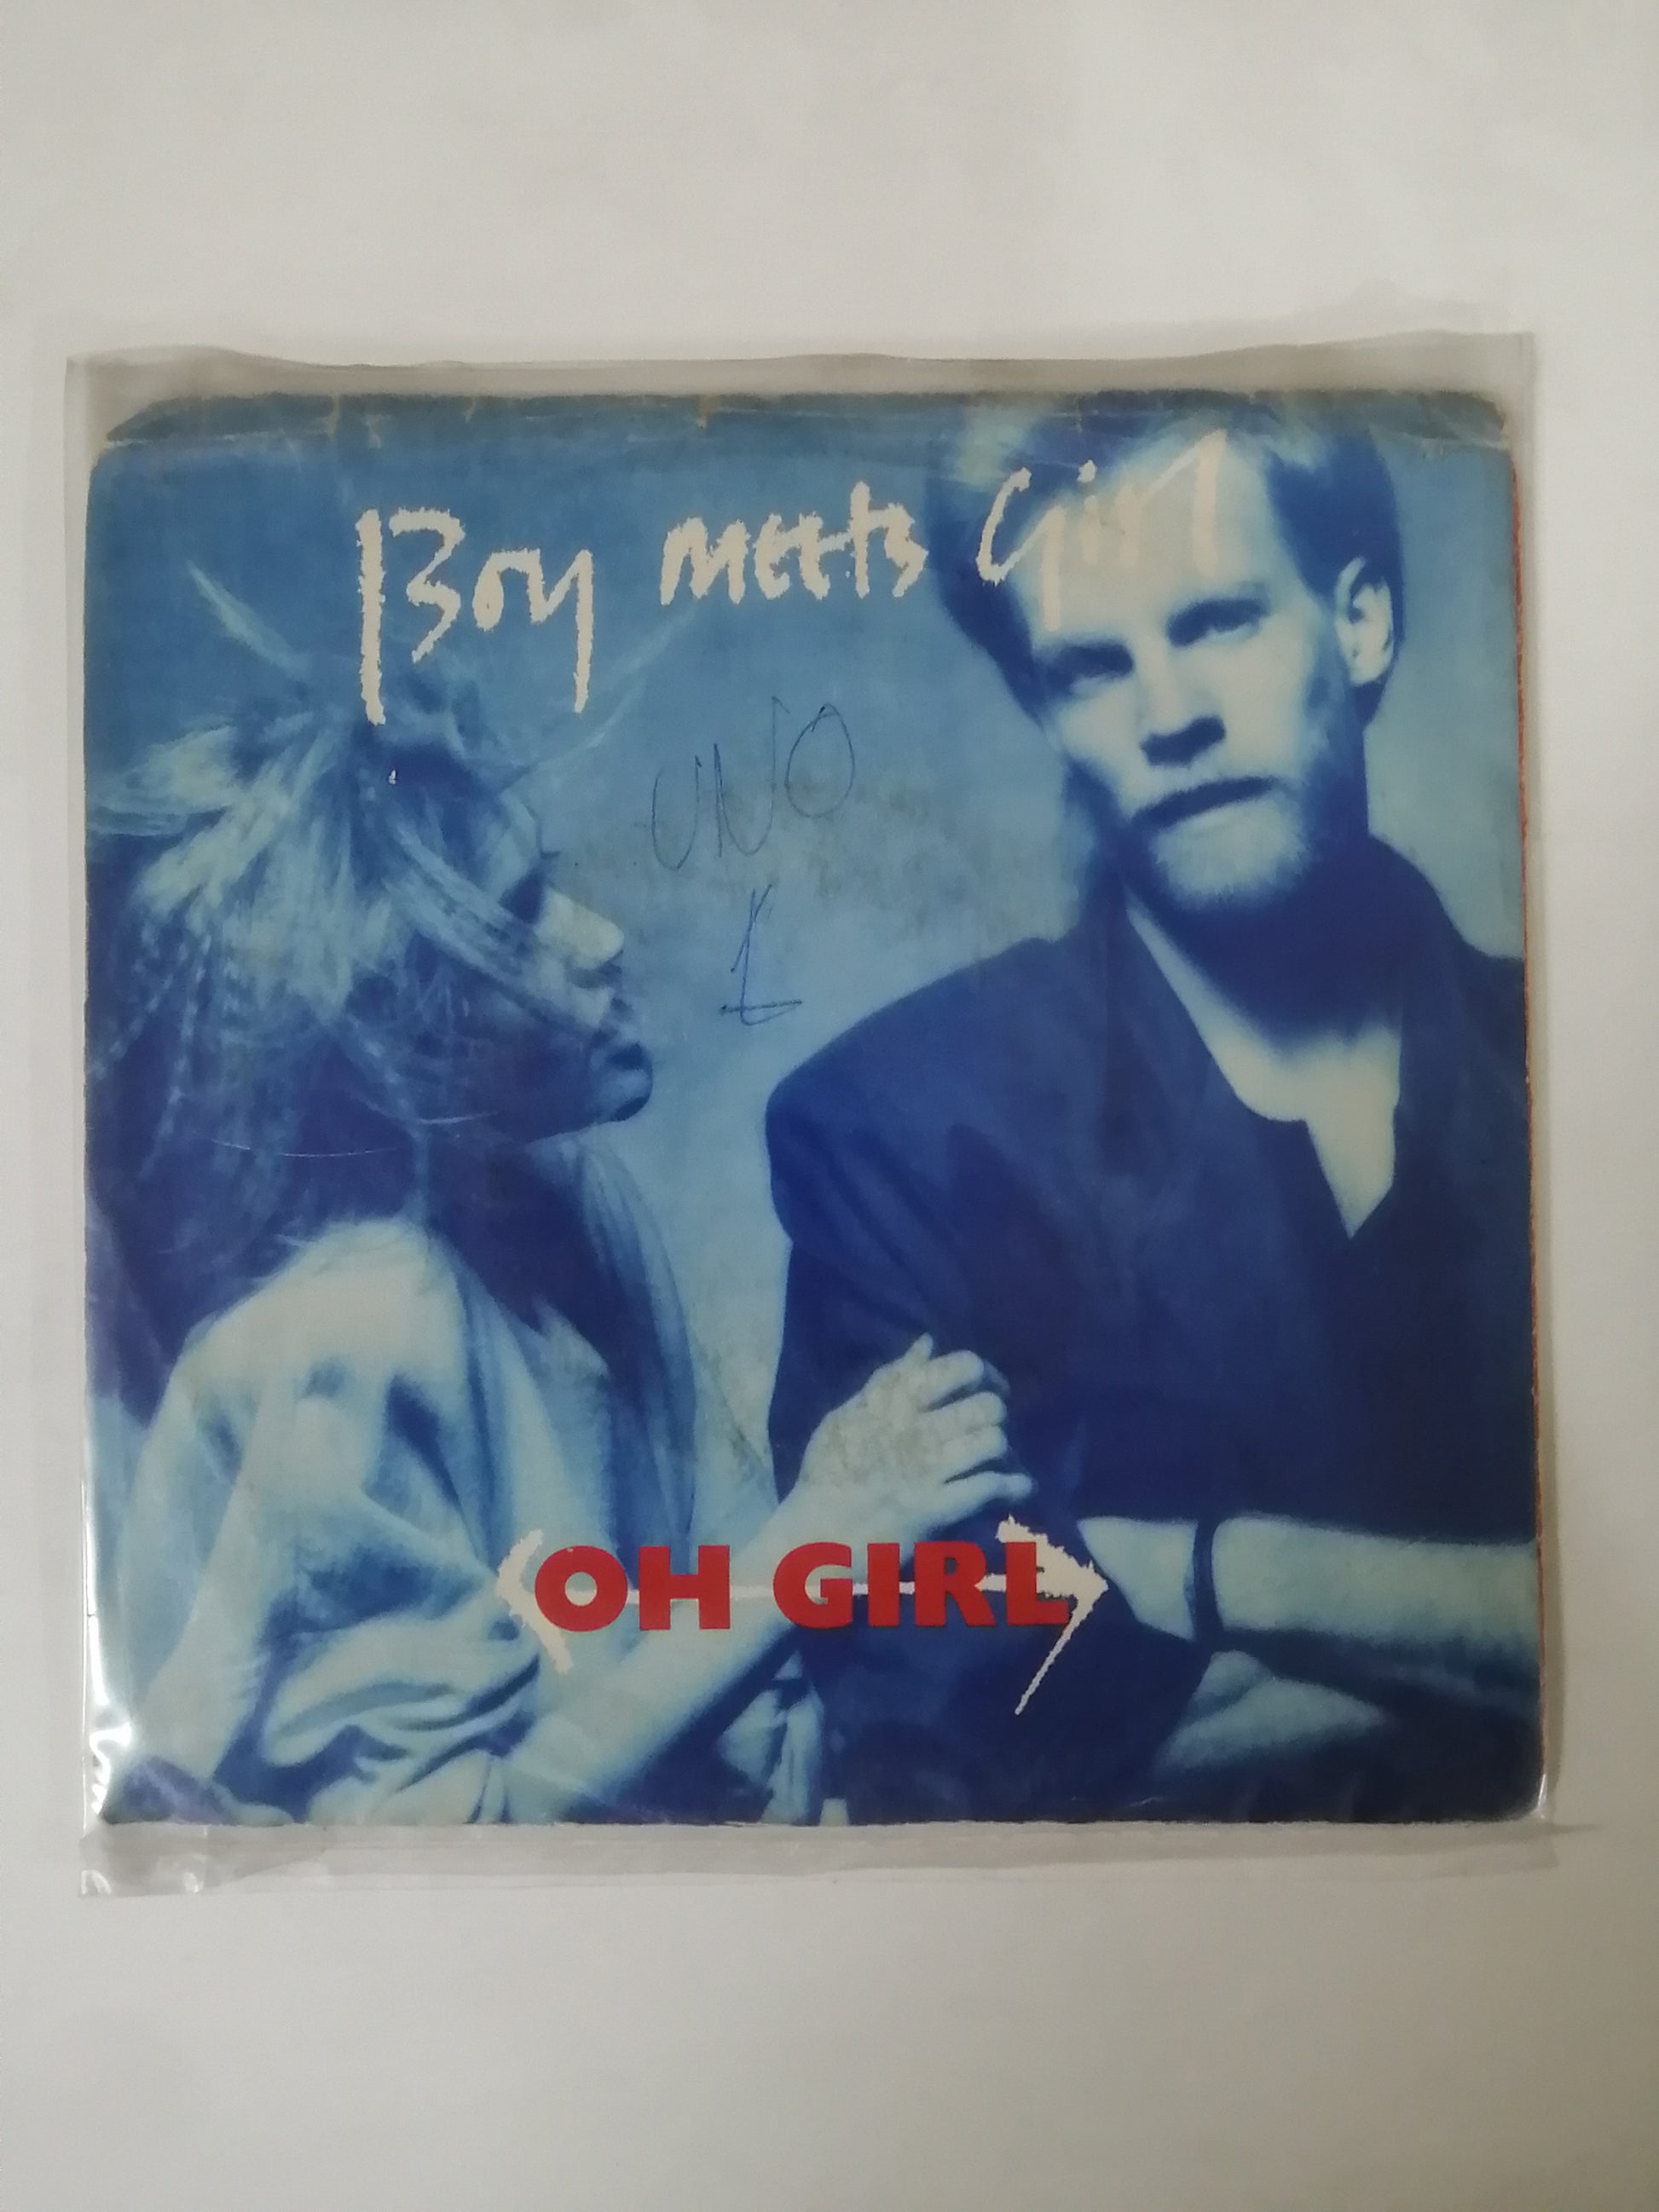 Boy meets Girl
UNO
1
OH GIRL